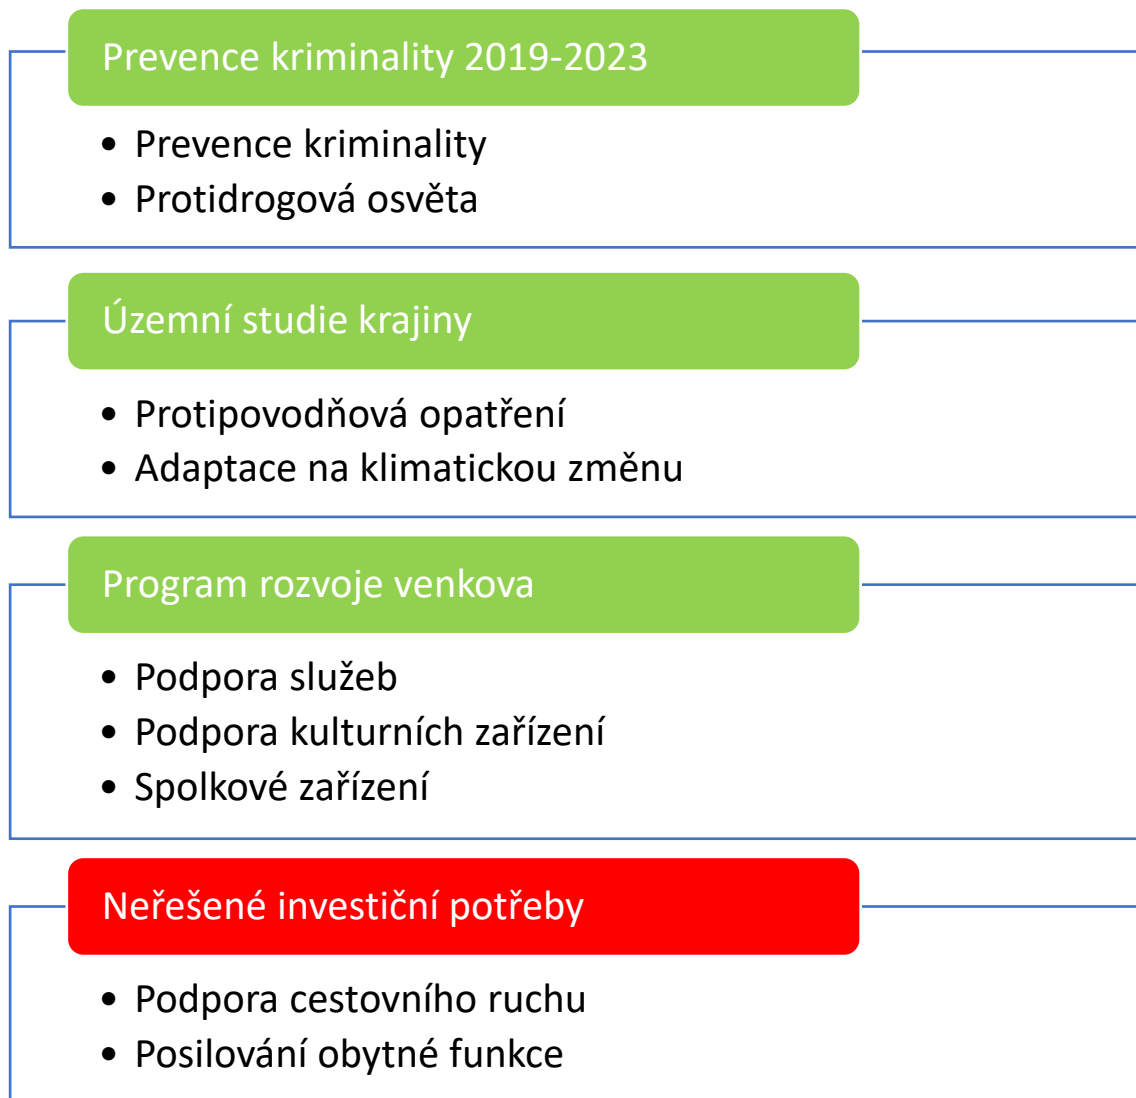 Prevence kriminality 2019-2023
• Prevence kriminality
• Protidrogová osvěta
Územní studie krajiny
• Protipovodňová opatření
• Adaptace na klimatickou změnu
Program rozvoje venkova
• Podpora služeb
• Podpora kulturních zařízení
• Spolkové zařízení
Neřešené investiční potřeby
• Podpora cestovního ruchu
• Posilování obytné funkce